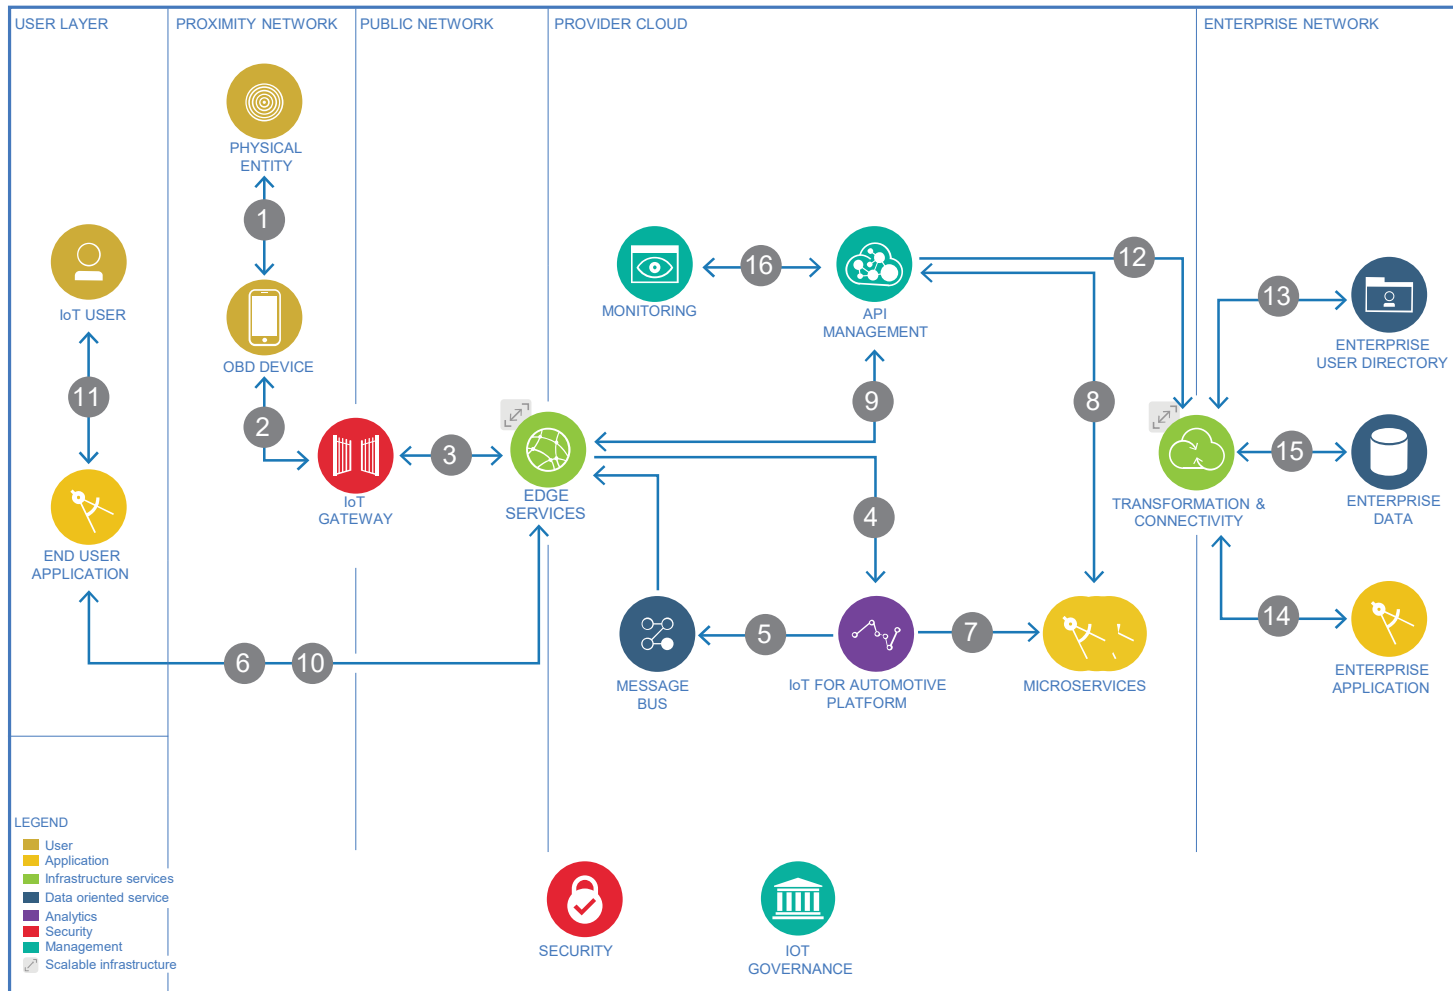 USER LAYER
PROXIMITY NETWORK
PUBLIC NETWORK
PROVIDER CLOUD
ENTERPRISE NETWORK
PHYSICAL
ENTITY
1
IoT USER
OBD DEVICE
MONITORING
16
API
MANAGEMENT
12
13
ENTERPRISE
USER DIRECTORY
11
2
3
9
8
15
IoT
GATEWAY
EDGE
SERVICES
4
TRANSFORMATION &
CONNECTIVITY
ENTERPRISE
DATA
END USER
APPLICATION
6
10
5
7
14
MESSAGE
BUS
IoT FOR AUTOMOTIVE
PLATFORM
MICROSERVICES
ENTERPRISE
APPLICATION
LEGEND
User
Application
Infrastructure services
Data oriented service
Analytics
Security
Management
Scalable infrastructure
SECURITY
IOT
GOVERNANCE